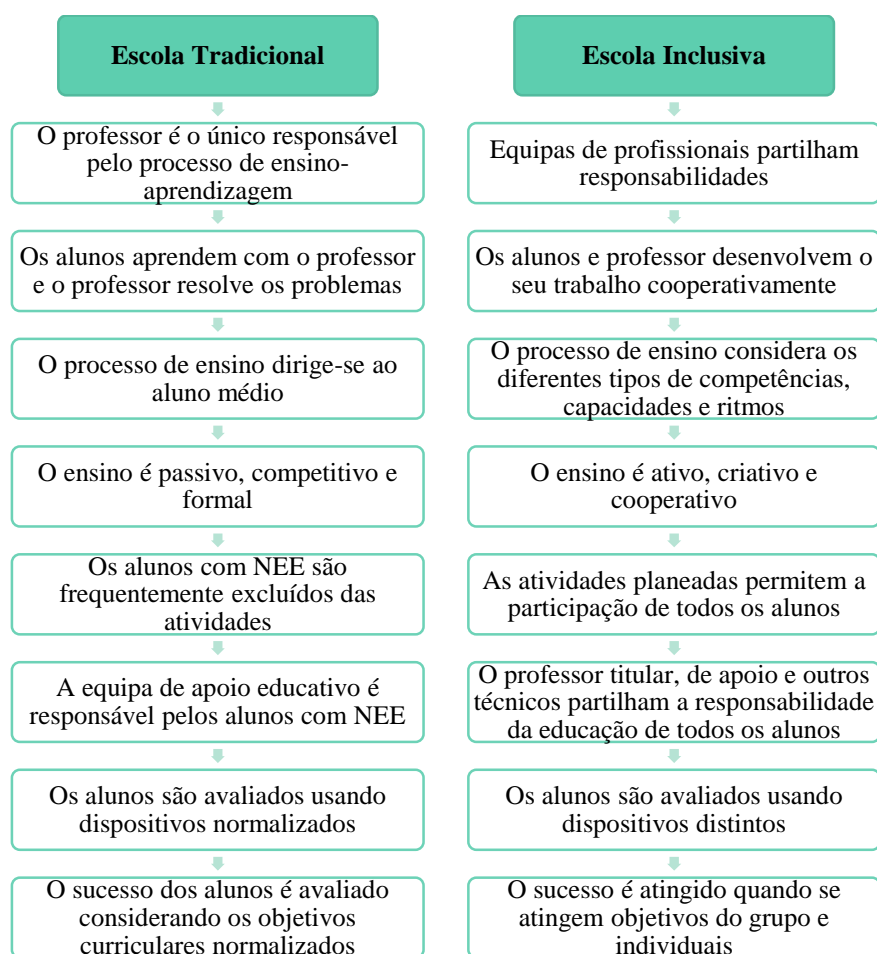 Escola Tradicional
O professor é o único responsável
pelo processo de ensino-
aprendizagem
Os alunos aprendem com o professor
e o professor resolve os problemas
O processo de ensino dirige-se ao
aluno médio
O ensino é passivo, competitivo e
formal
Os alunos com NEE são
frequentemente excluídos das
atividades
A equipa de apoio educativo é
responsável pelos alunos com NEE
Os alunos são avaliados usando
dispositivos normalizados
O sucesso dos alunos é avaliado
considerando os objetivos
curriculares normalizados
Escola Inclusiva
Equipas de profissionais partilham
responsabilidades
Os alunos e professor desenvolvem o
seu trabalho cooperativamente
O processo de ensino considera os
diferentes tipos de competências,
capacidades e ritmos
O ensino é ativo, criativo e
cooperativo
As atividades planeadas permitem a
participação de todos os alunos
O professor titular, de apoio e outros
técnicos partilham a responsabilidade
da educação de todos os alunos
Os alunos são avaliados usando
dispositivos distintos
O sucesso é atingido quando se
atingem objetivos do grupo e
individuais